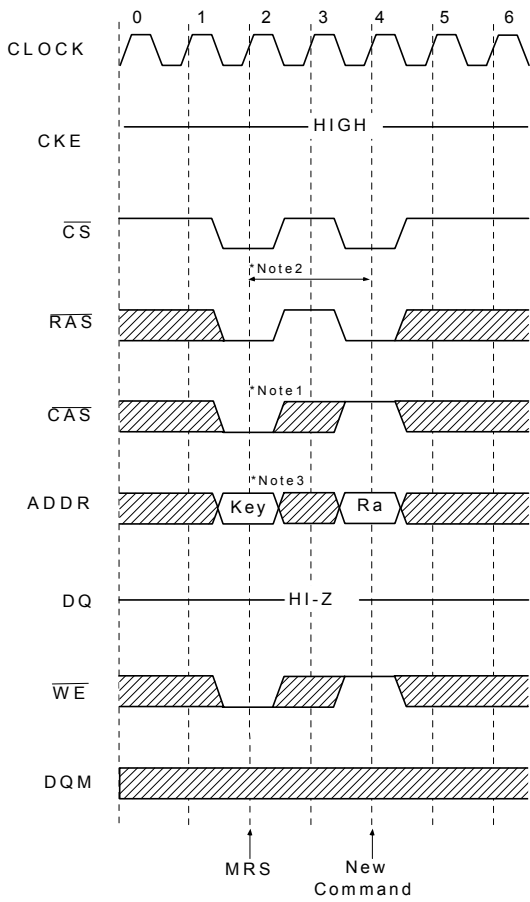 0 1 2 3 4 5 6
CLOCK
CKE
HIGH
CS
*Note2
RAS
*Note1
CAS
*Note3
ADDR
Key
Ra
DQ
HI-Z
WE
DQM
MRS
New
Command